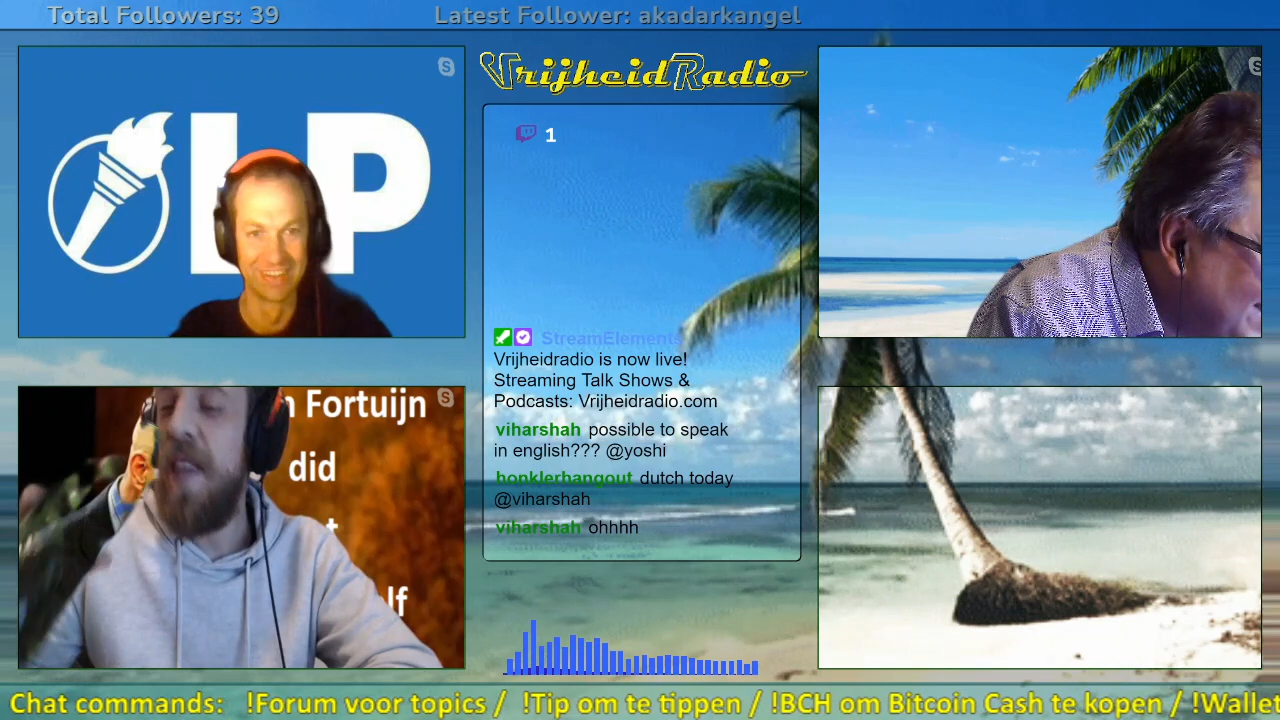 Total Followers: 39
Latest Follower: akadarkangel
VrijheidRadio
LP
1
StreamElements
Vrijheidradio is now live!
Streaming Talk Shows &
Podcasts: Vrijheidradio.com
viharshah possible to speak
in english??? @yoshi
honklerhangout dutch today
@viharshah
viharshah ohhhh
n Fortuijn
did
t
lf
Chat commands: !Forum voor topics / !Tip om te tippen / !BCH om Bitcoin Cash te kopen / !Wallet